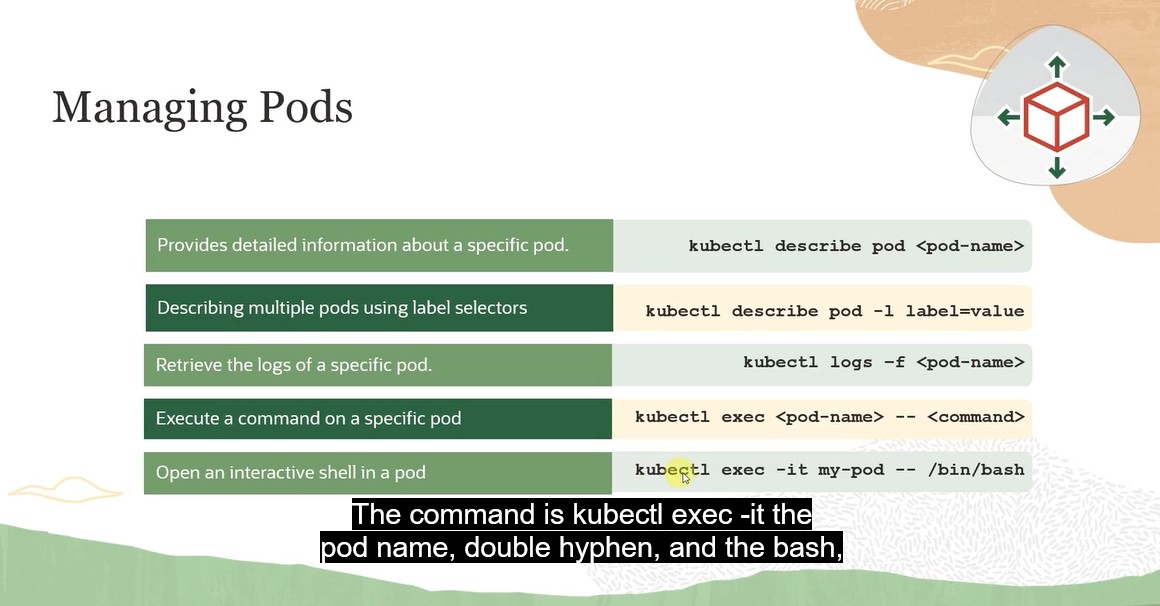 Managing Pods
Provides detailed information about a specific pod.
kubectl describe pod <pod-name>
Describing multiple pods using label selectors
kubectl describe pod -l label=value
Retrieve the logs of a specific pod.
kubectl logs –f <pod-name>
Execute a command on a specific pod
kubectl exec <pod-name> -- <command>
Open an interactive shell in a pod
kubectl exec -it my-pod -- /bin/bash
The command is kubectl exec -it the
pod name, double hyphen, and the bash,